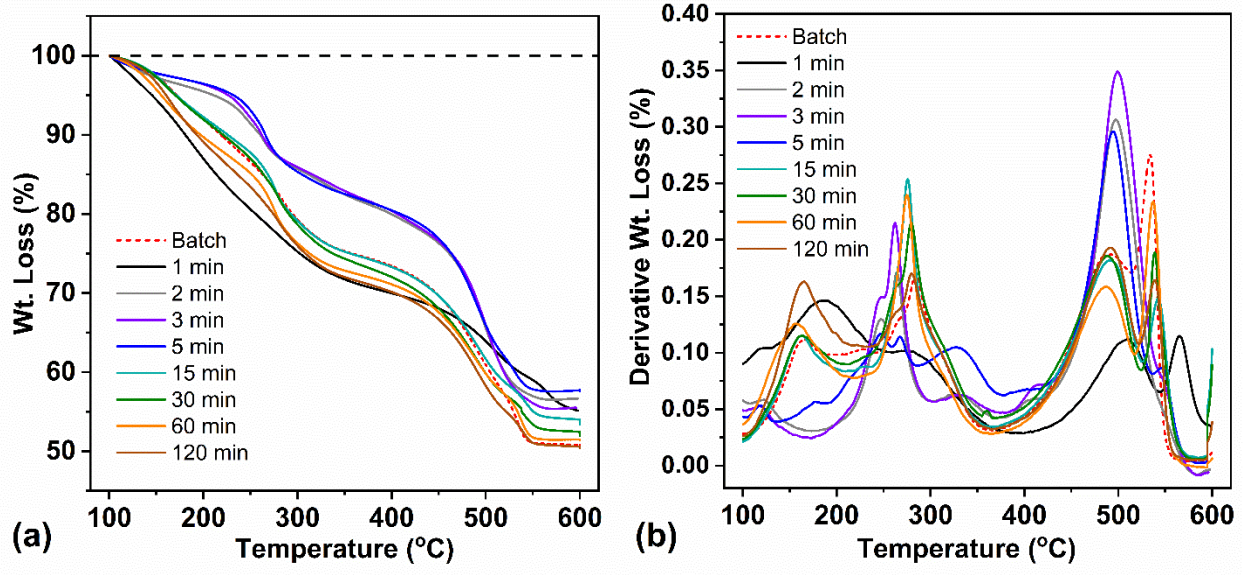 100
90
80
70
60
50
Wt. Loss (%)
Batch
1 min
2 min
3 min
5 min
15 min
30 min
60 min
120 min
100 200 300 400 500 600
Temperature (°C)
(a)
0.40
0.35
0.30
0.25
0.20
0.15
0.10
0.05
0.00
Derivative Wt. Loss (%)
Batch
1 min
2 min
3 min
5 min
15 min
30 min
60 min
120 min
100 200 300 400 500 600
Temperature (°C)
(b)